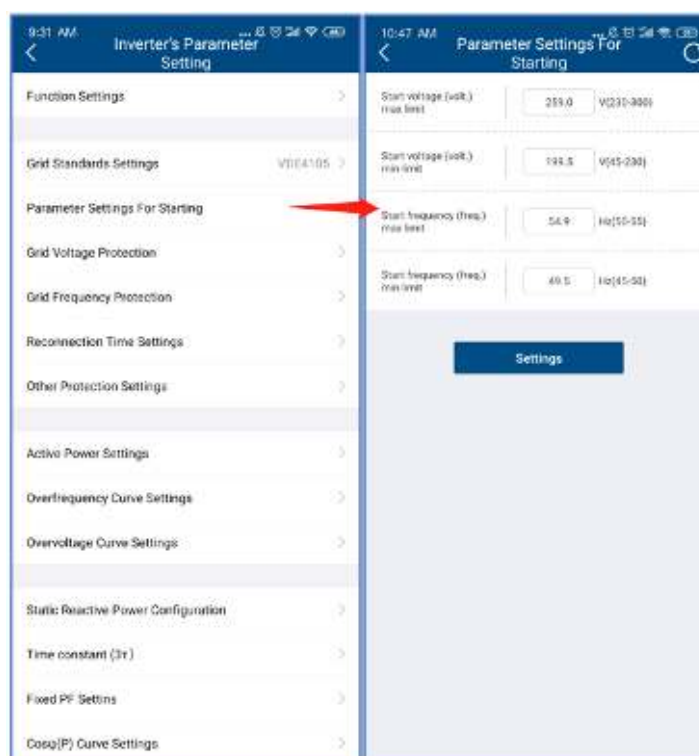 9:31 AM
Inverter's Parameter
Setting
Function Settings
Grid Standards Settings VDE4105
Parameter Settings For Starting
Grid Voltage Protection
Grid Frequency Protection
Reconnection Time Settings
Other Protection Settings
Active Power Settings
Overfrequency Curve Settings
Overvoltage Curve Settings
Static Reactive Power Configuration
Time constant (3τ)
Fixed PF Settins
Cosφ(P) Curve Settings
10:47 AM
Parameter Settings For
Starting
Start voltage (volt.)
max limit
259.0 V(230-300)
Start voltage (volt.)
min limit
195.5 V(45-230)
Start frequency (freq.)
max limit
54.9 Hz(50-55)
Start frequency (freq.)
min limit
49.5 Hz(45-50)
Settings